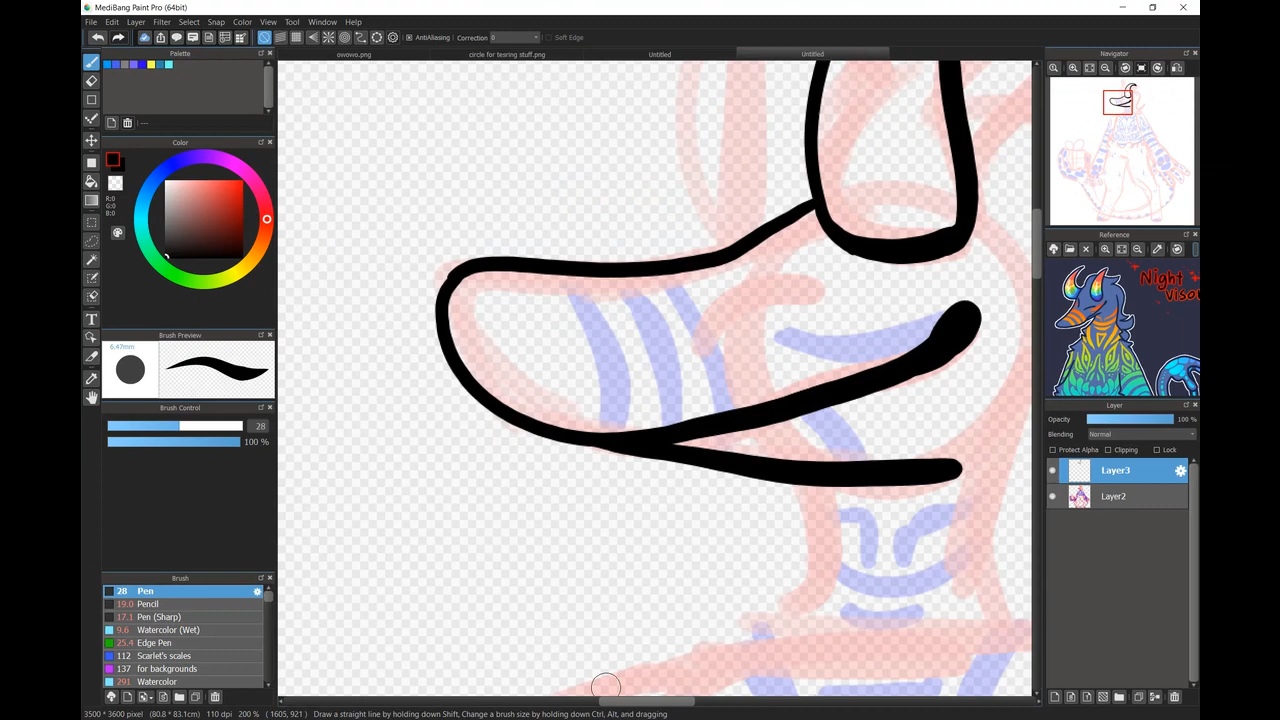 MediBang Paint Pro (64bit)
File Edit Layer Filter Select Snap Color View Tool Window Help
AntiAliasing Correction 0 Soft Edge
owowo.png circle for tesring stuff.png Untitled Untitled
Palette
---
Color
R:0
G:0
B:0
Brush Preview
6.47mm
Brush Control
28
100 %
Brush
28 Pen
19.0 Pencil
17.1 Pen (Sharp)
9.6 Watercolor (Wet)
25.4 Edge Pen
112 Scarlet's scales
137 for backgrounds
291 Watercolor
Navigator
Reference
Night
Layer
Opacity 100 %
Blending Normal
Protect Alpha Clipping Lock
Layer3
Layer2
3500 * 3600 pixel (80.8 * 83.1cm) 110 dpi 200 % ( 1605, 921 ) Draw a straight line by holding down Shift, Change a brush size by holding down Ctrl, Alt, and dragging